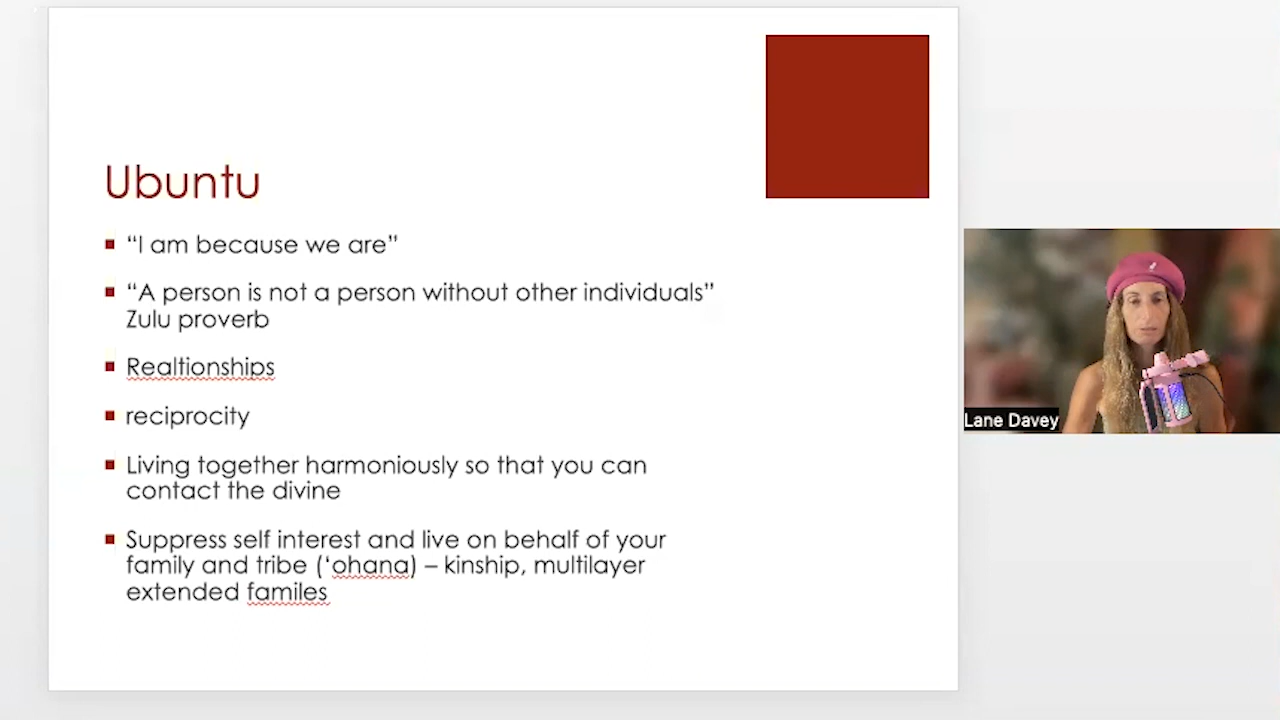 Ubuntu
“I am because we are”
“A person is not a person without other individuals”
Zulu proverb
Realtionships
reciprocity
Living together harmoniously so that you can
contact the divine
Suppress self interest and live on behalf of your
family and tribe (‘ohana) – kinship, multilayer
extended familes
Lane Davey